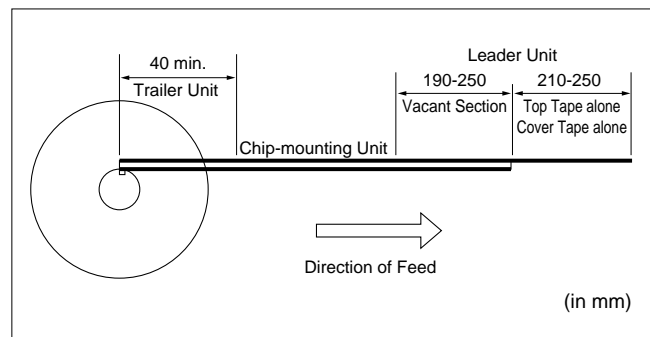 Leader Unit
40 min.
Trailer Unit
190-250
Vacant Section
210-250
Top Tape alone
Cover Tape alone
Chip-mounting Unit
Direction of Feed
(in mm)